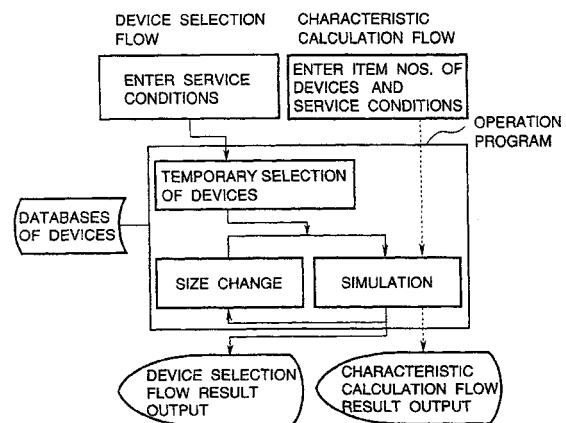 DEVICE SELECTION
FLOW
CHARACTERISTIC
CALCULATION FLOW
ENTER SERVICE
CONDITIONS
ENTER ITEM NOS. OF
DEVICES AND
SERVICE CONDITIONS
OPERATION
PROGRAM
TEMPORARY SELECTION
OF DEVICES
DATABASES
OF DEVICES
SIZE CHANGE
SIMULATION
DEVICE SELECTION
FLOW RESULT
OUTPUT
CHARACTERISTIC
CALCULATION FLOW
RESULT OUTPUT